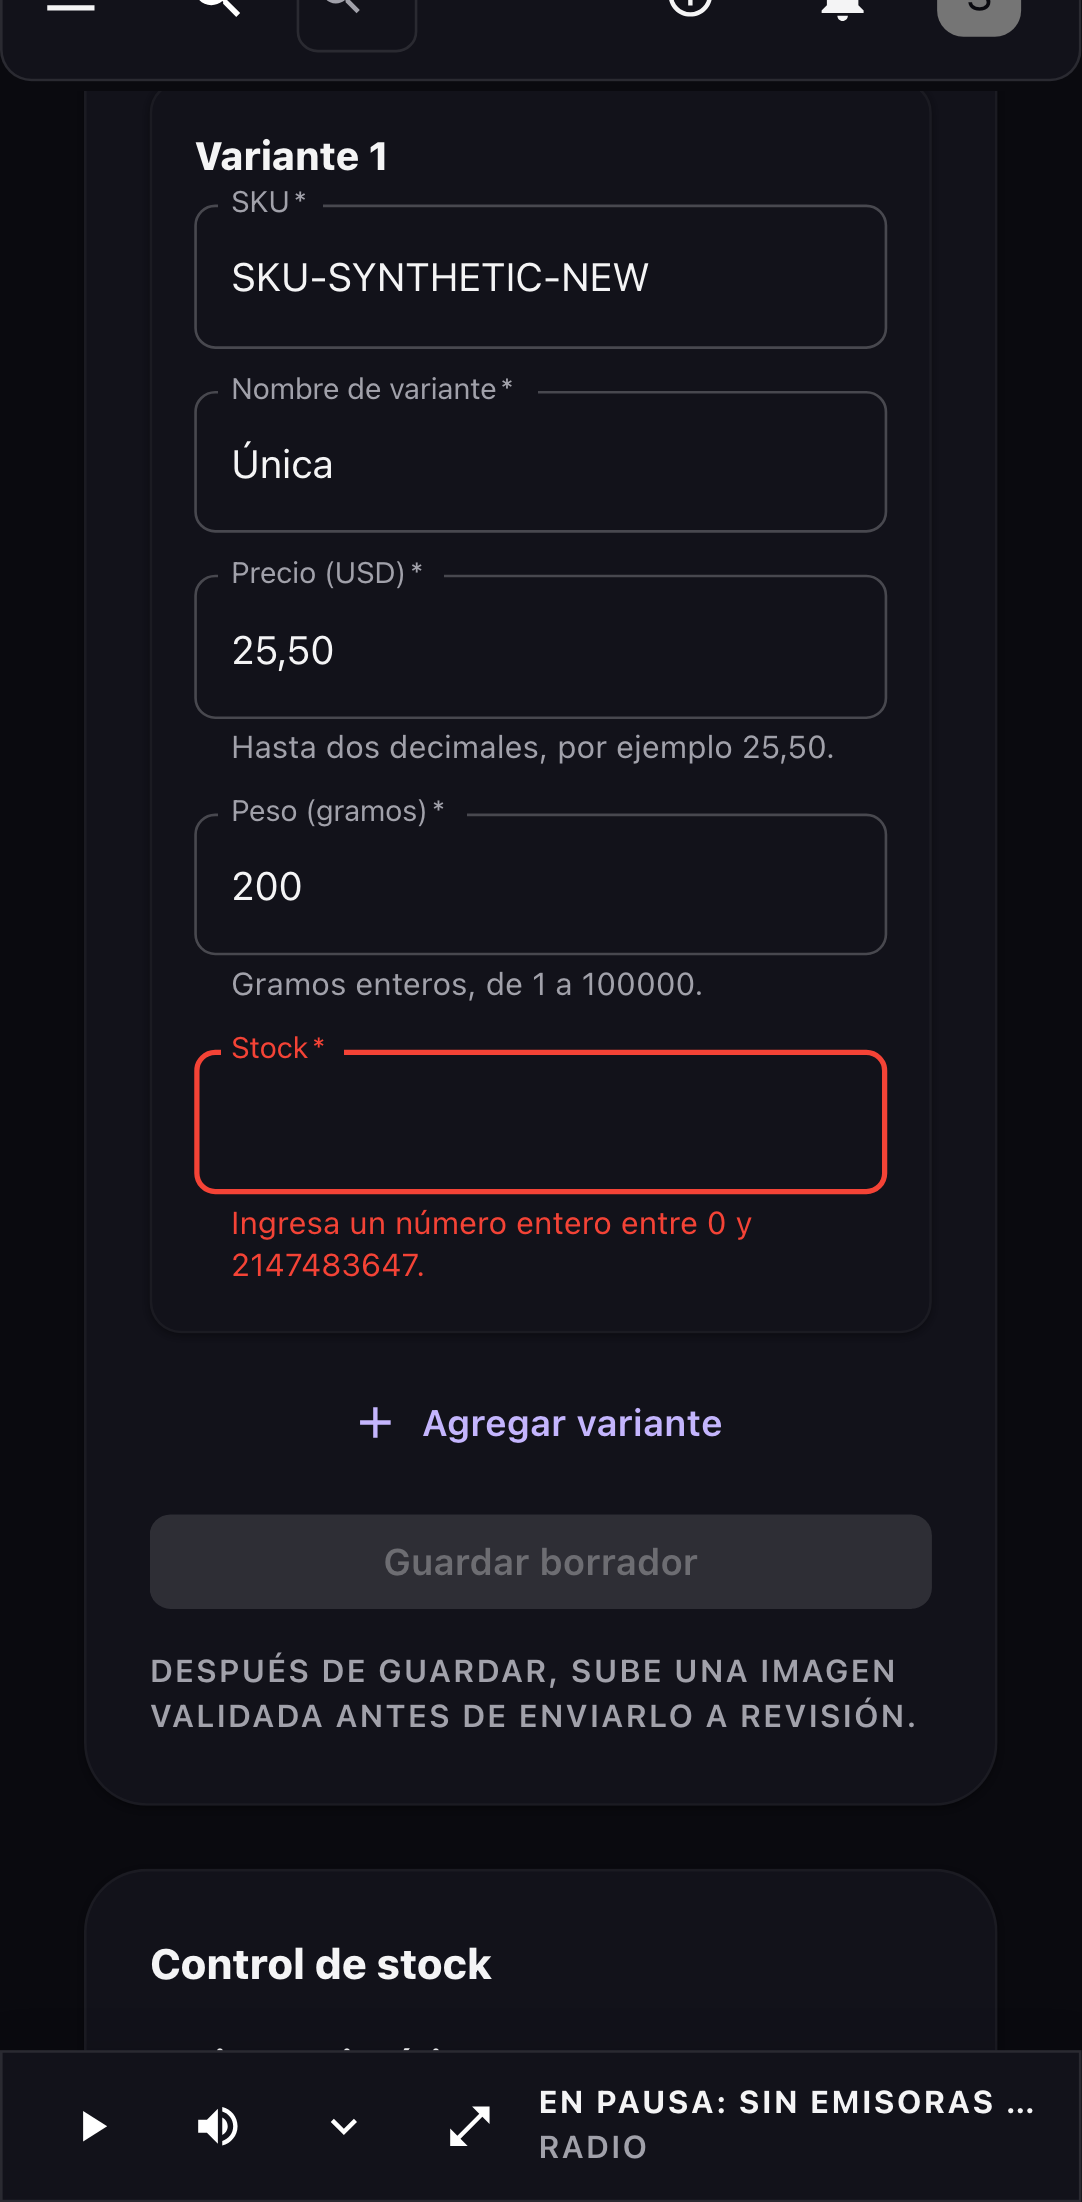 Variante 1
SKU*
SKU-SYNTHETIC-NEW
Nombre de variante*
Única
Precio (USD)*
25,50
Hasta dos decimales, por ejemplo 25,50.
Peso (gramos)*
200
Gramos enteros, de 1 a 100000.
Stock*
Ingresa un número entero entre 0 y
2147483647.
+ Agregar variante
Guardar borrador
DESPUÉS DE GUARDAR, SUBE UNA IMAGEN
VALIDADA ANTES DE ENVIARLO A REVISIÓN.
Control de stock
EN PAUSA: SIN EMISORAS ...
RADIO